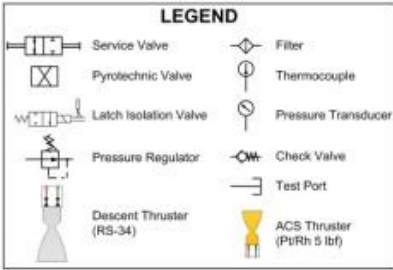 LEGEND
Service Valve
Pyrotechnic Valve
Latch Isolation Valve
Pressure Regulator
Descent Thruster
(RS-34)
Filter
Thermocouple
Pressure Transducer
Check Valve
Test Port
ACS Thruster
(Pt/Rh 5 lbf)